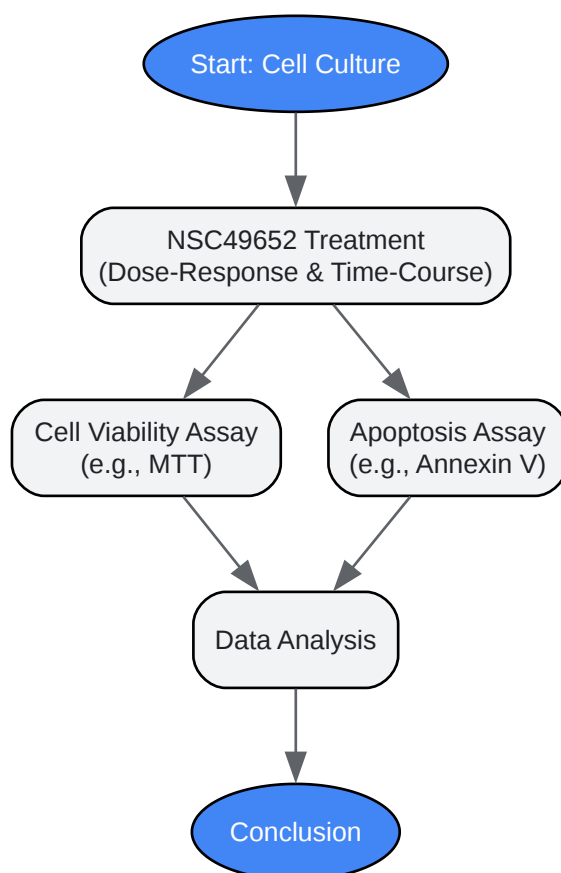 Start: Cell Culture
NSC49652 Treatment
(Dose-Response & Time-Course)
Cell Viability Assay
(e.g., MTT)
Apoptosis Assay
(e.g., Annexin V)
Data Analysis
Conclusion